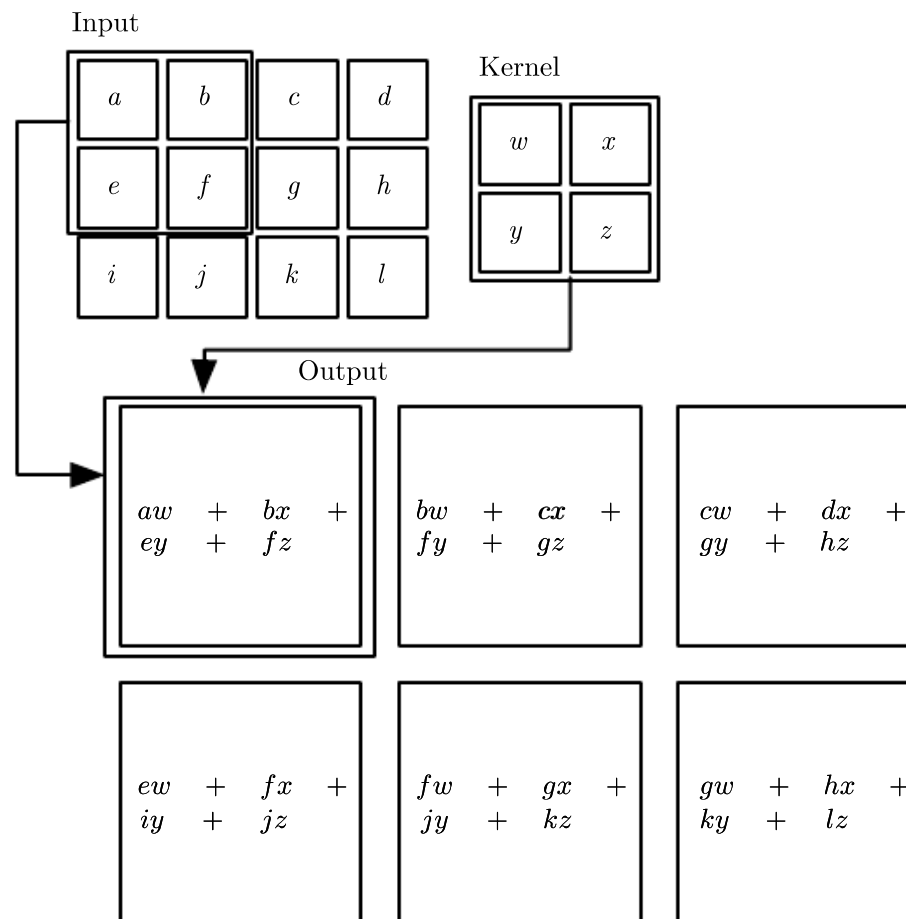 Input
Kernel
a b c d
w x
e f g h
y z
i j k l
Output
aw + bx +
ey + fz
bw + cx +
fy + gz
cw + dx +
gy + hz
ew + fx +
iy + jz
fw + gx +
jy + kz
gw + hx +
ky + lz